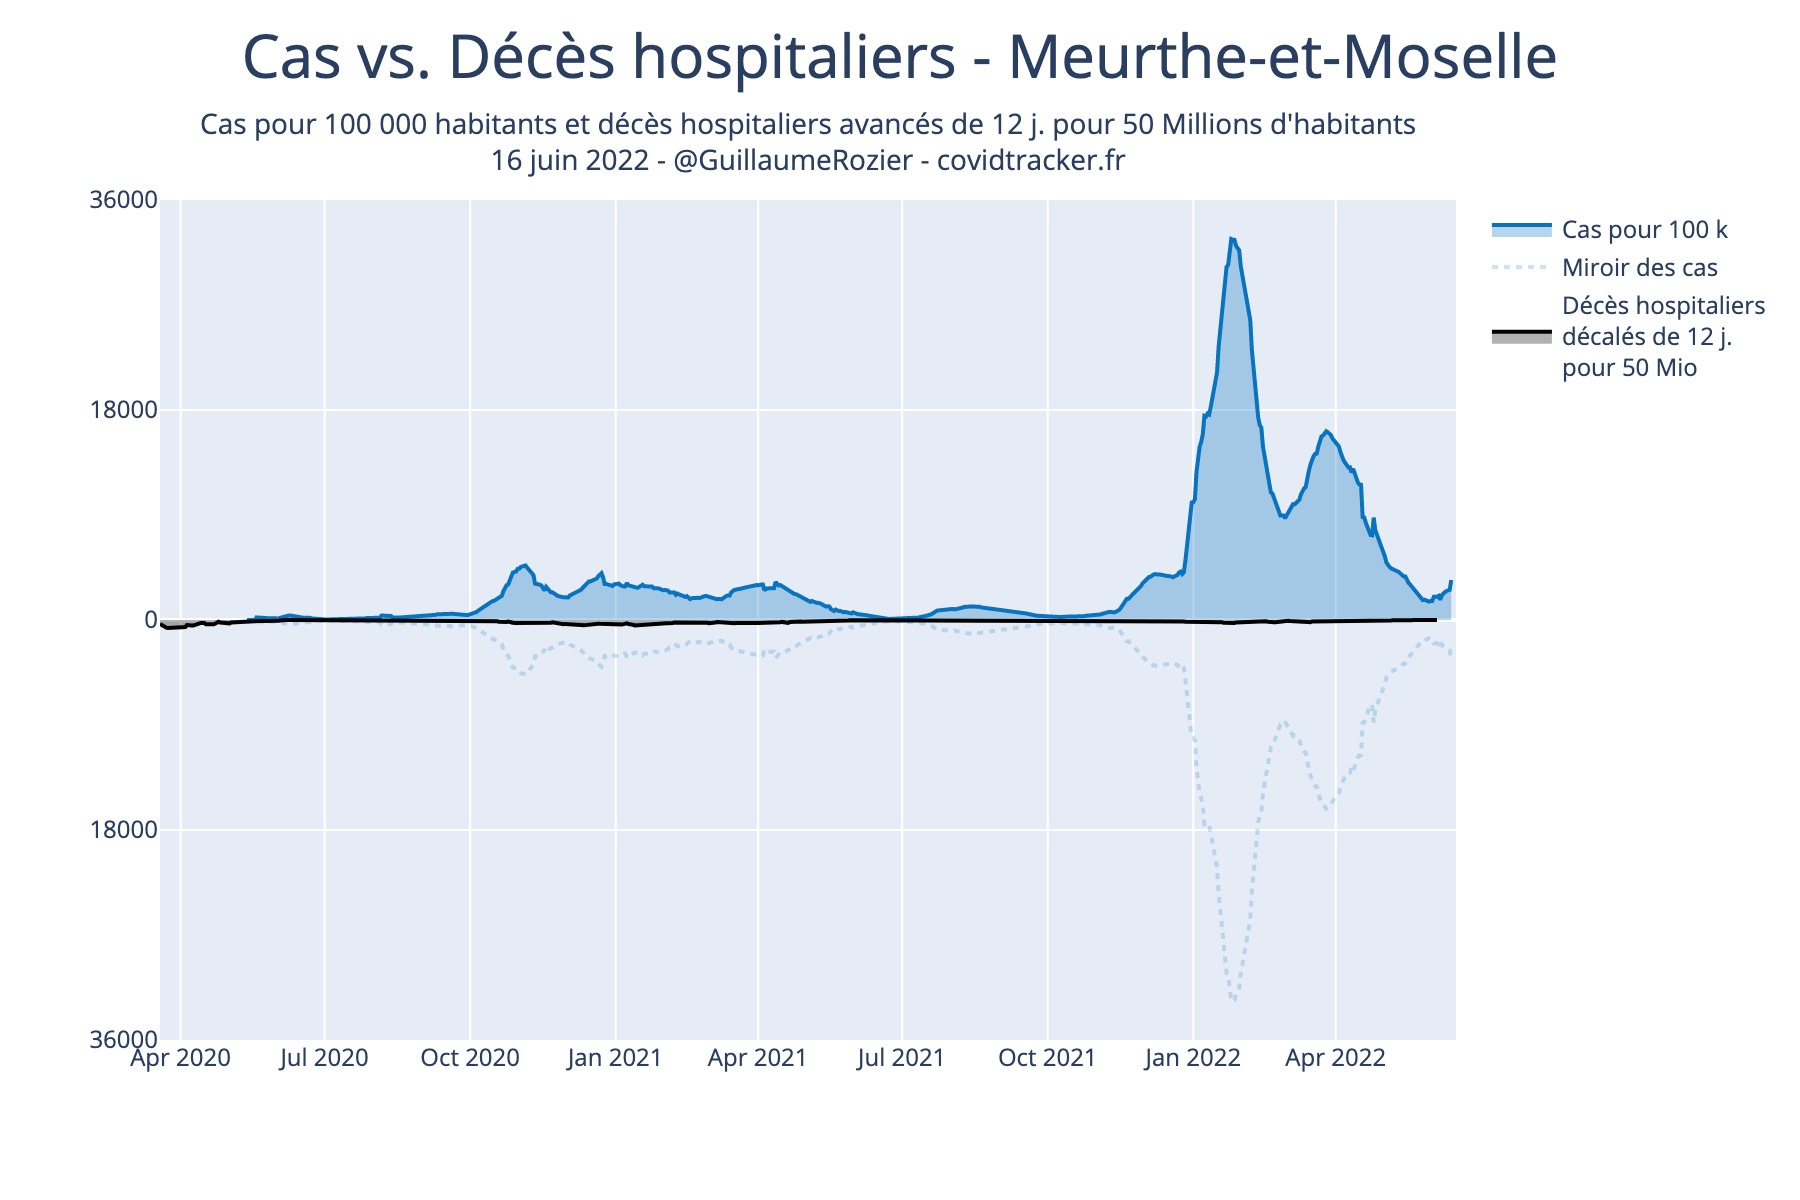 Cas vs. Décès hospitaliers - Meurthe-et-Moselle
Cas pour 100 000 habitants et décès hospitaliers avancés de 12 j. pour 50 Millions d'habitants
16 juin 2022 - @GuillaumeRozier - covidtracker.fr
36000
18000
0
18000
36000
Apr 2020
Jul 2020
Oct 2020
Jan 2021
Apr 2021
Jul 2021
Oct 2021
Jan 2022
Apr 2022
Cas pour 100 k
Miroir des cas
Décès hospitaliers
décalés de 12 j.
pour 50 Mio